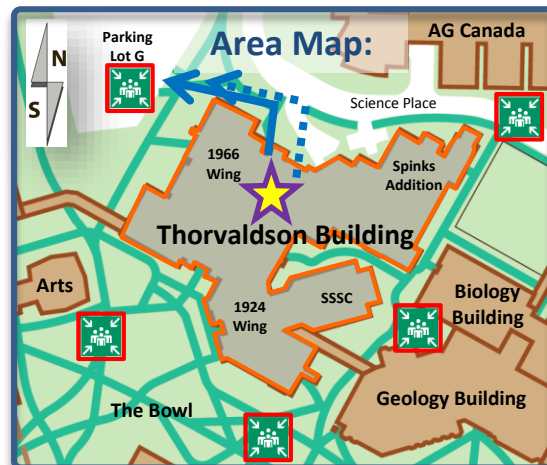 Area Map:
AG Canada
Parking
Lot G
N
S
Science Place
1966
Wing
Spinks
Addition
Thorvaldson Building
Arts
1924
Wing
SSSC
Biology
Building
The Bowl
Geology Building